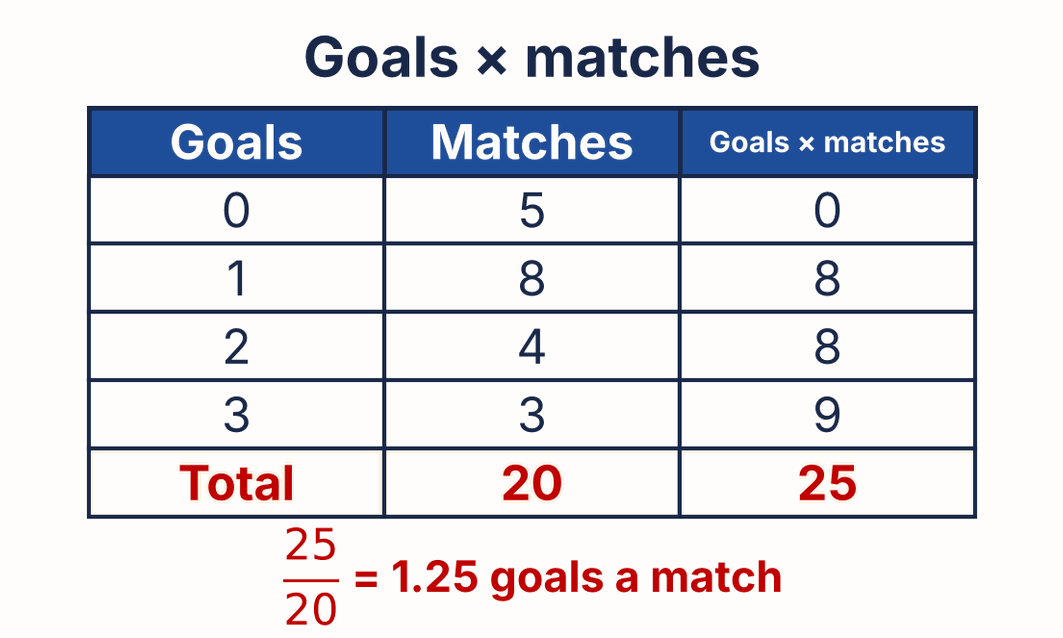 Goals × matches
Goals Matches Goals × matches
0 5 0
1 8 8
2 4 8
3 3 9
Total 20 25
25
20
= 1.25 goals a match